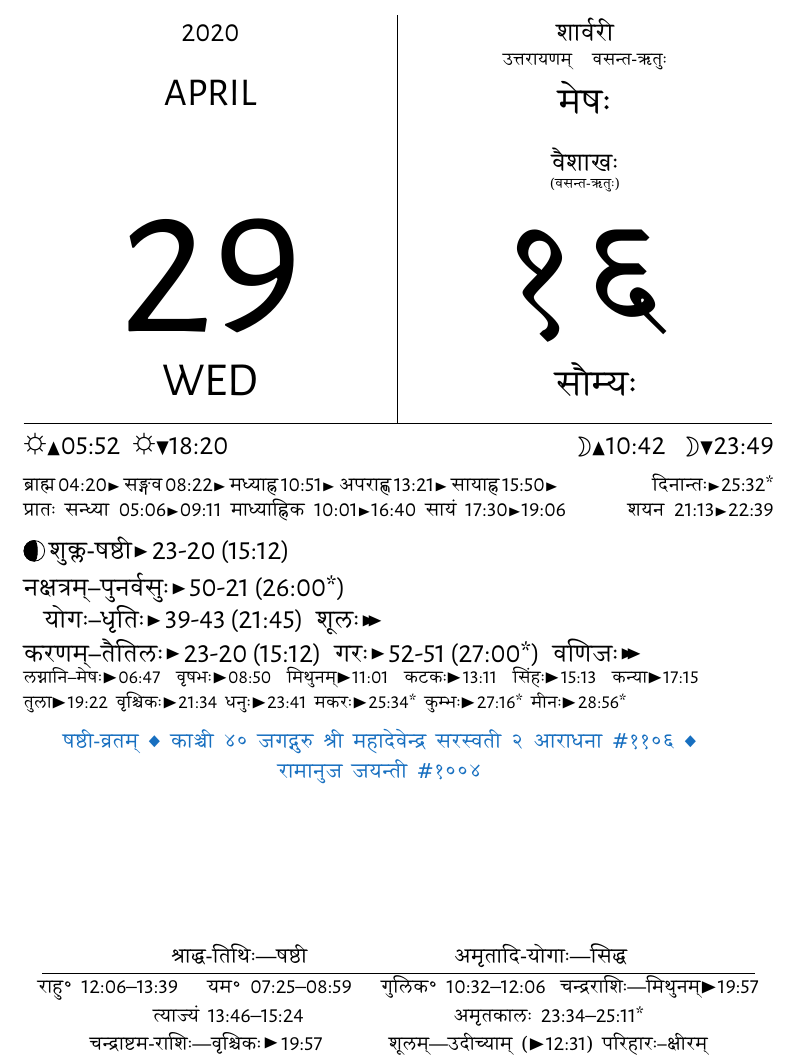 2020
APRIL
29
WED
शार्वरी
उत्तरायणम् वसन्त-ऋतुः
मेषः
वैशाखः
(वसन्त-ऋतुः)
१६
सौम्यः
☼▲05:52 ☼▼18:20 ☽▲10:42 ☽▼23:49
ब्राह्म 04:20► सङ्गव 08:22► मध्याह्न 10:51► अपराह्ण 13:21► सायाह्न 15:50► दिनान्तः►25:32*
प्रातः सन्ध्या 05:06►09:11 माध्याह्निक 10:01►16:40 सायं 17:30►19:06 शयन 21:13►22:39
शुक्ल-षष्ठी►23-20 (15:12)
नक्षत्रम्–पुनर्वसुः►50-21 (26:00*)
योगः–धृतिः►39-43 (21:45) शूलः►►
करणम्–तैतिलः►23-20 (15:12) गरः►52-51 (27:00*) वणिजः►►
लग्नानि–मेषः►06:47 वृषभः►08:50 मिथुनम्►11:01 कटकः►13:11 सिंहः►15:13 कन्या►17:15
तुला►19:22 वृश्चिकः►21:34 धनुः►23:41 मकरः►25:34* कुम्भः►27:16* मीनः►28:56*
षष्ठी-व्रतम् ◆ काञ्ची ४० जगद्गुरु श्री महादेवेन्द्र सरस्वती २ आराधना #११०६ ◆
रामानुज जयन्ती #१००४
श्राद्ध-तिथिः—षष्ठी अमृतादि-योगाः—सिद्ध
राहु° 12:06–13:39 यम° 07:25–08:59 गुलिक° 10:32–12:06 चन्द्रराशिः—मिथुनम्►19:57
त्याज्यं 13:46–15:24 अमृतकालः 23:34–25:11*
चन्द्राष्टम-राशिः—वृश्चिकः►19:57 शूलम्—उदीच्याम् (►12:31) परिहारः–क्षीरम्